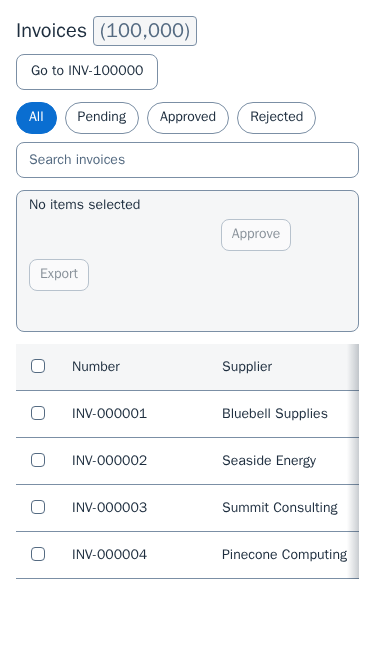 Invoices (100,000)
Go to INV-100000
All Pending Approved Rejected
Search invoices
No items selected
Approve
Export
Number Supplier
INV-000001 Bluebell Supplies
INV-000002 Seaside Energy
INV-000003 Summit Consulting
INV-000004 Pinecone Computing